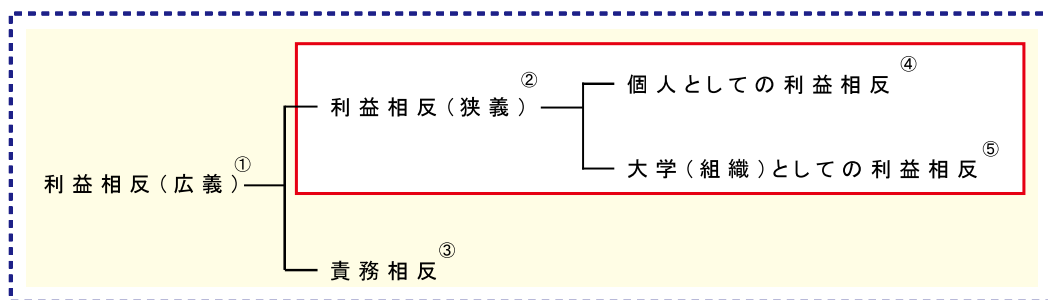 ④
個人としての利益相反
②
利益相反(狭義)
⑤
大学(組織)としての利益相反
①
利益相反(広義)
③
責務相反